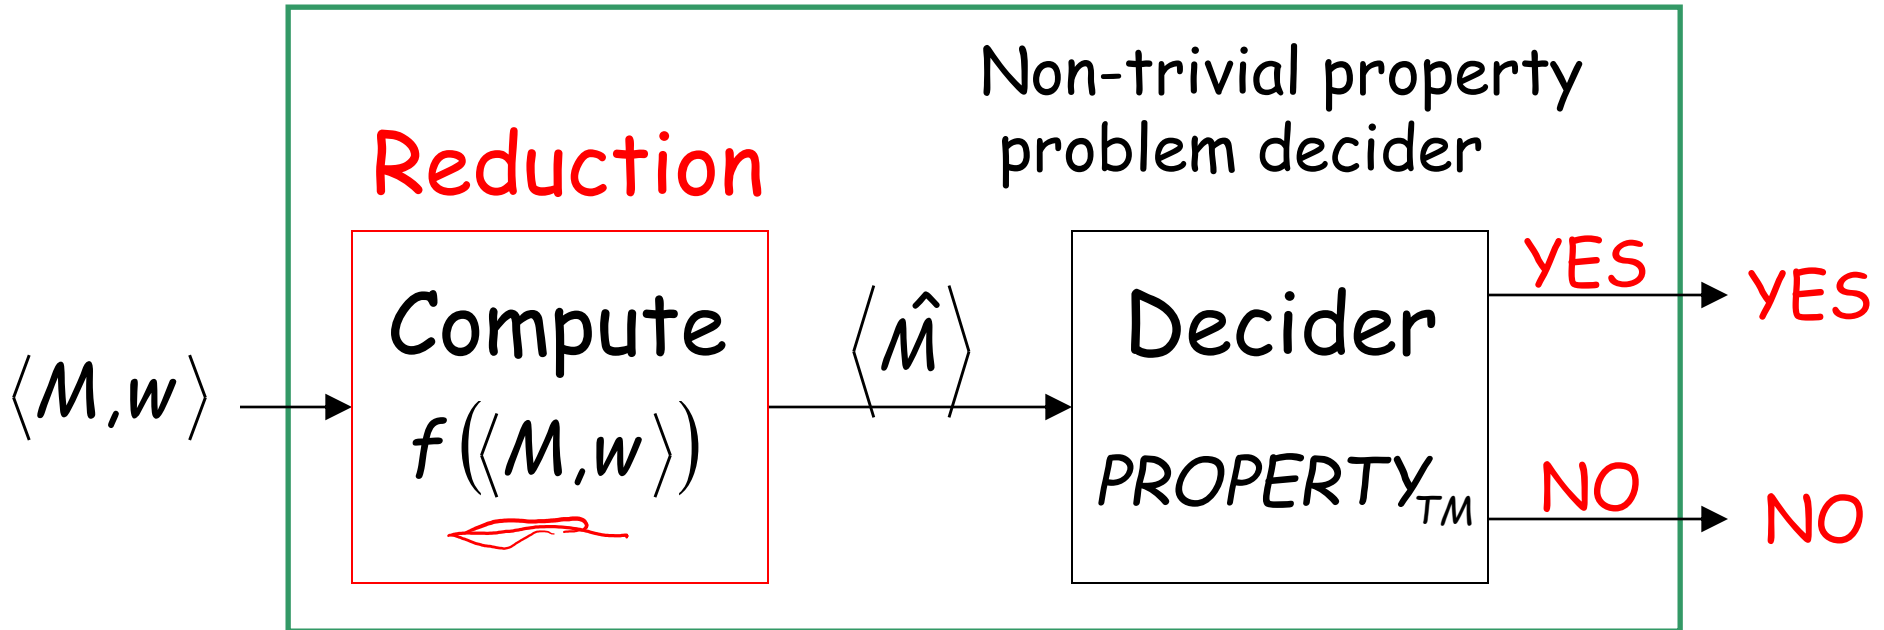 Non-trivial property
problem decider
Reduction
⟨M,w⟩
Compute
f(⟨M,w⟩)
⟨M̂⟩
Decider
PROPERTY_TM
YES
YES
NO
NO